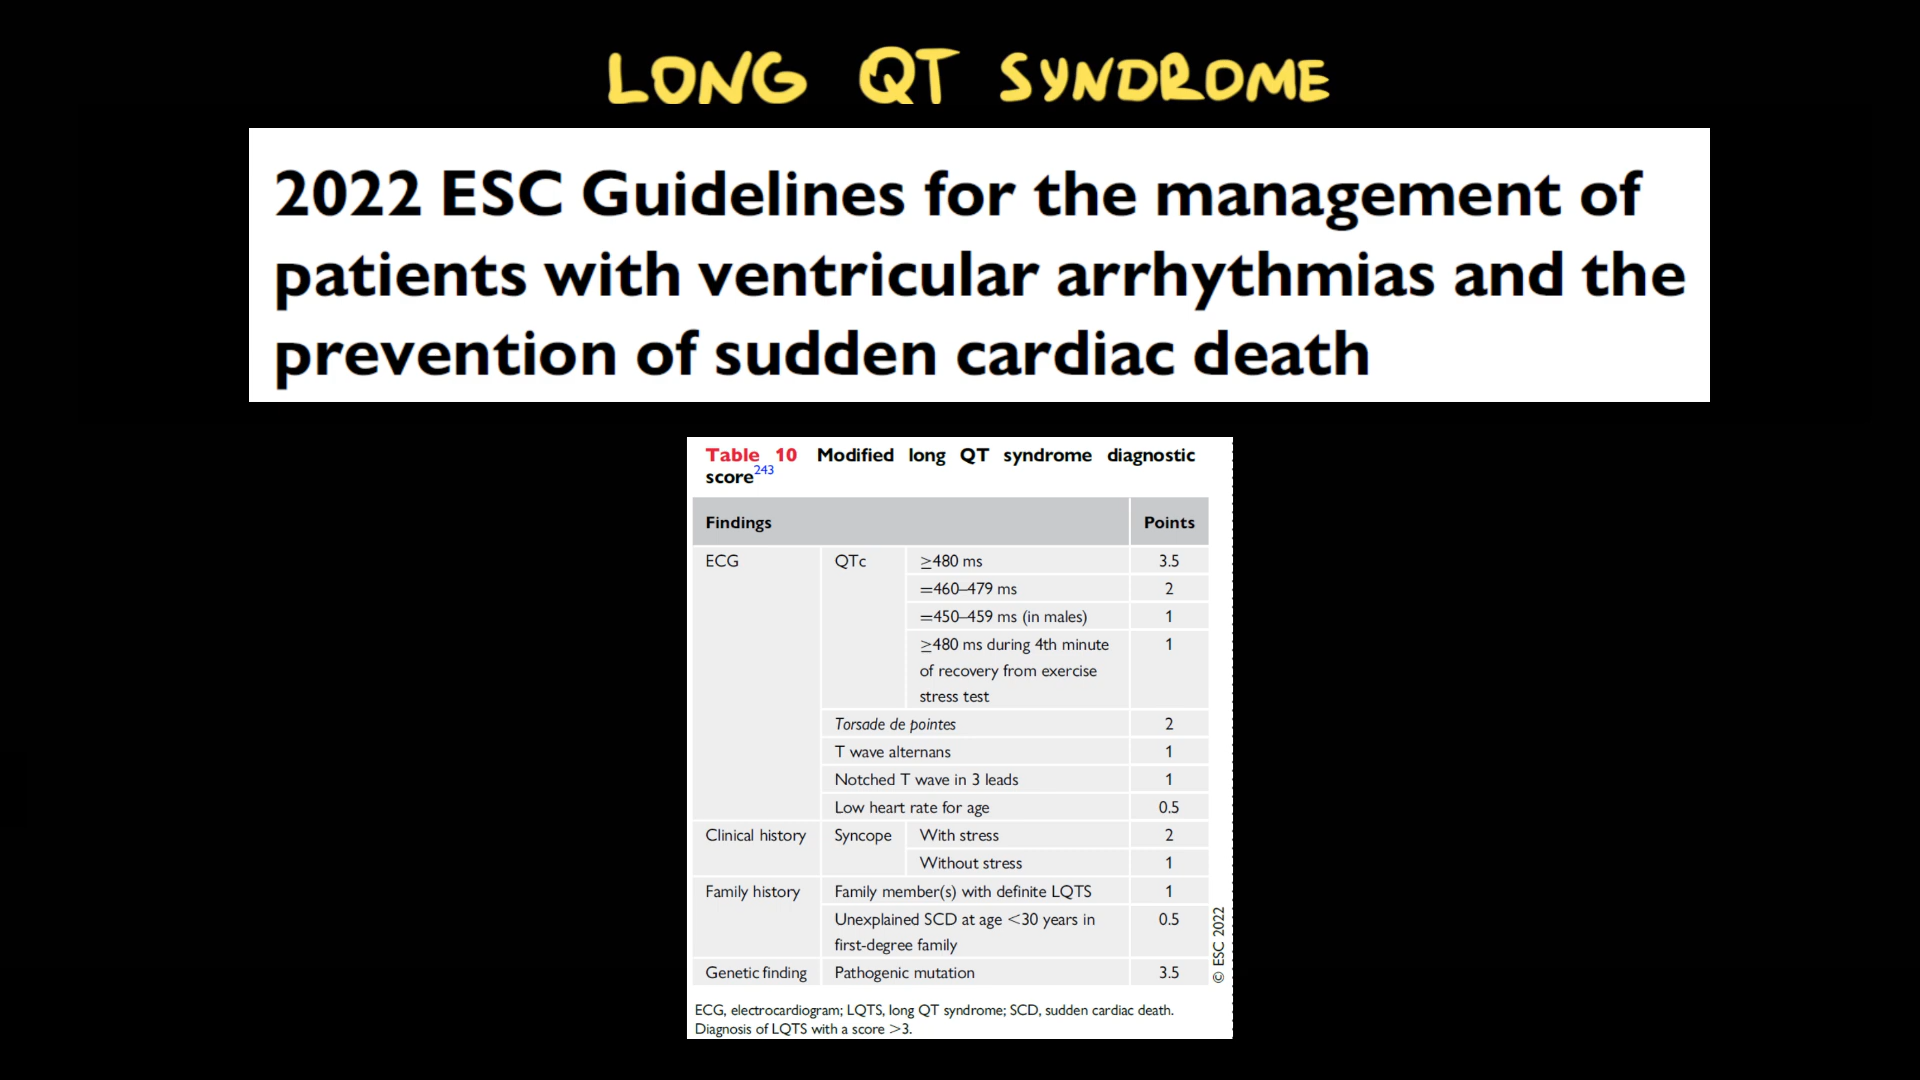 LONG QT SYNDROME
2022 ESC Guidelines for the management of
patients with ventricular arrhythmias and the
prevention of sudden cardiac death
Table 10 Modified long QT syndrome diagnostic
score243
Findings Points
ECG QTc ≥480 ms 3.5
=460–479 ms 2
=450–459 ms (in males) 1
≥480 ms during 4th minute 1
of recovery from exercise
stress test
Torsade de pointes 2
T wave alternans 1
Notched T wave in 3 leads 1
Low heart rate for age 0.5
Clinical history Syncope With stress 2
Without stress 1
Family history Family member(s) with definite LQTS 1
Unexplained SCD at age <30 years in 0.5
first-degree family
Genetic finding Pathogenic mutation 3.5
© ESC 2022
ECG, electrocardiogram; LQTS, long QT syndrome; SCD, sudden cardiac death.
Diagnosis of LQTS with a score >3.